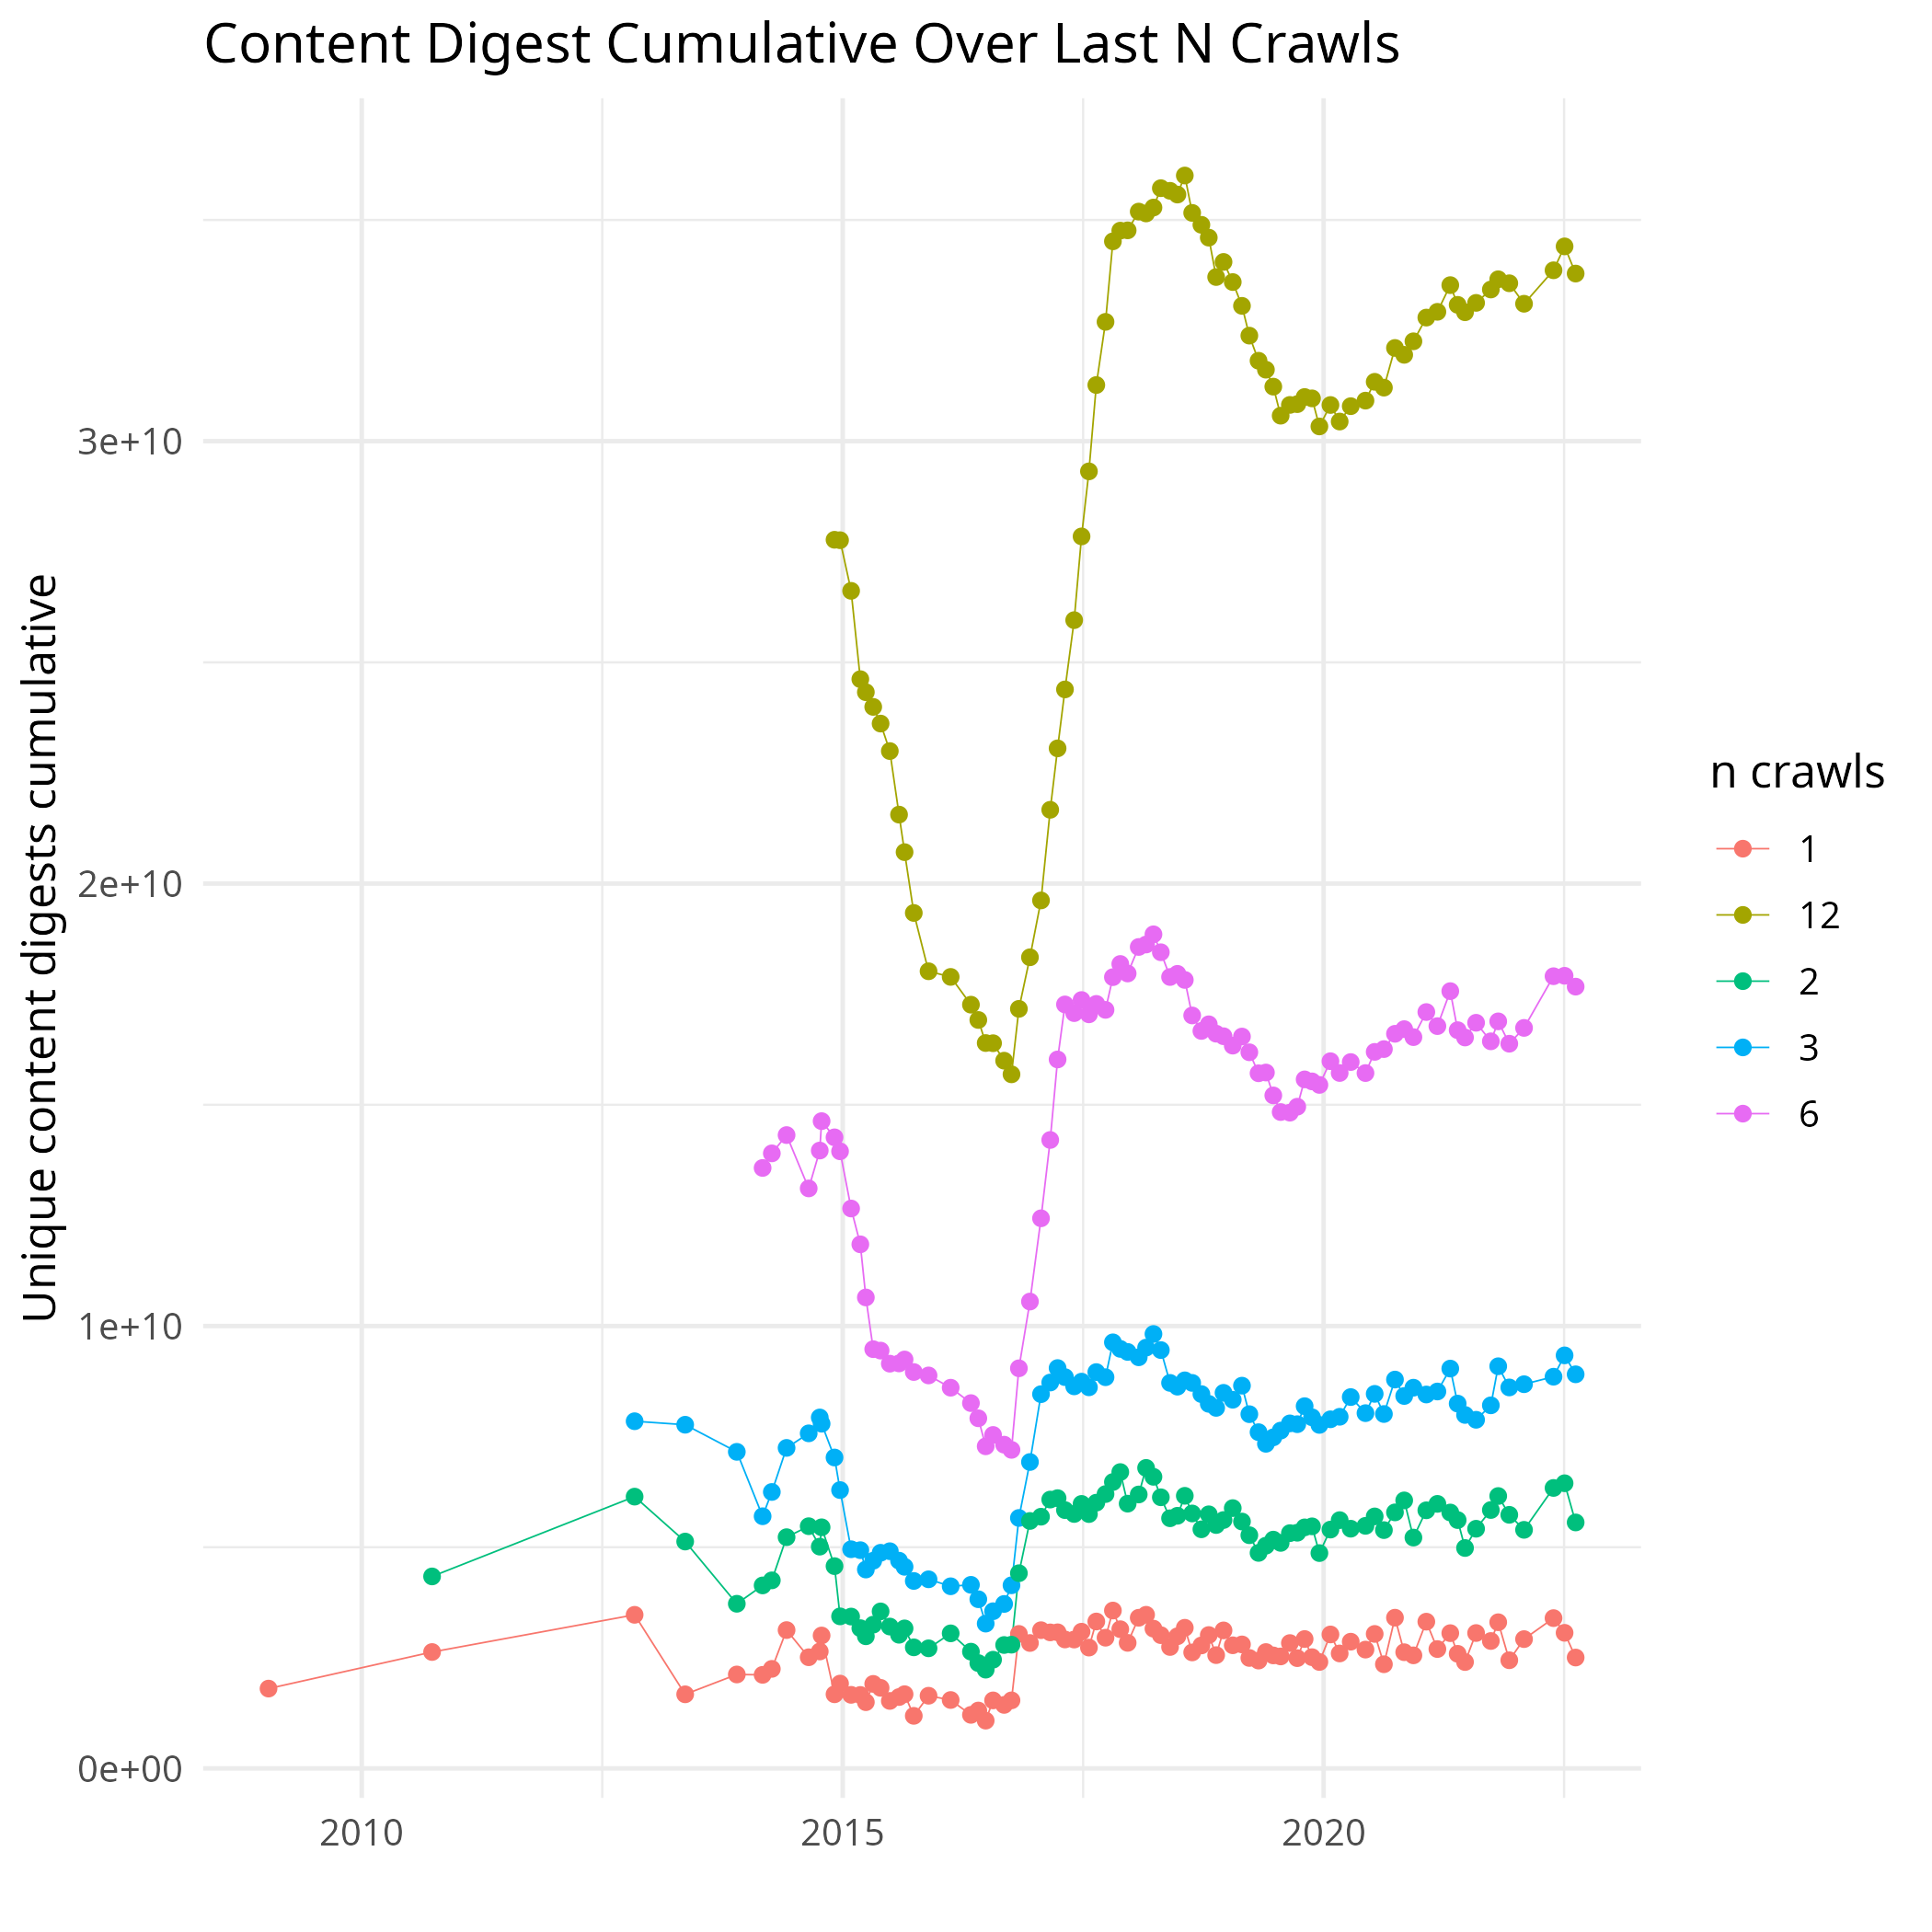 Content Digest Cumulative Over Last N Crawls
Unique content digests cumulative
3e+10
2e+10
1e+10
0e+00
2010
2015
2020
n crawls
1
12
2
3
6